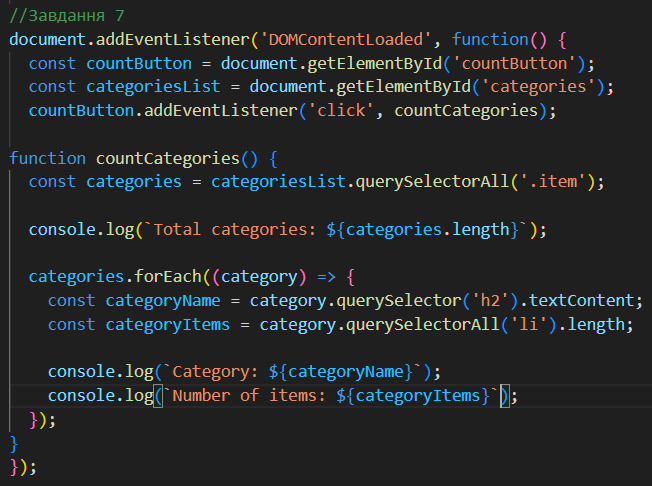 //Завдання 7
document.addEventListener('DOMContentLoaded', function() {
  const countButton = document.getElementById('countButton');
  const categoriesList = document.getElementById('categories');
  countButton.addEventListener('click', countCategories);

function countCategories() {
  const categories = categoriesList.querySelectorAll('.item');

  console.log(`Total categories: ${categories.length}`);

  categories.forEach((category) => {
    const categoryName = category.querySelector('h2').textContent;
    const categoryItems = category.querySelectorAll('li').length;

    console.log(`Category: ${categoryName}`);
    console.log(`Number of items: ${categoryItems}`);
  });
}
});